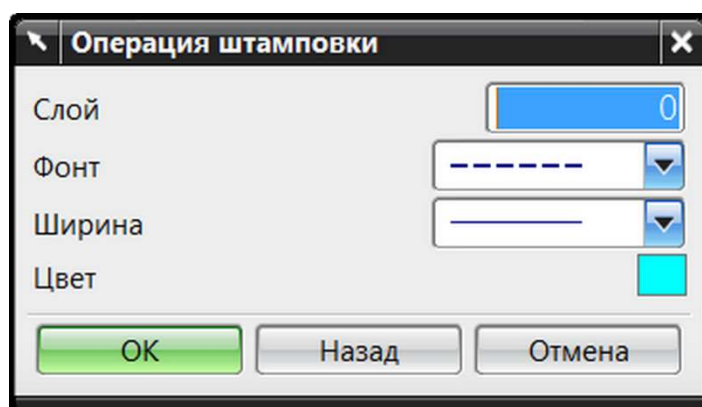 Операция штамповки
Слой 0
Фонт
Ширина
Цвет
OK Назад Отмена